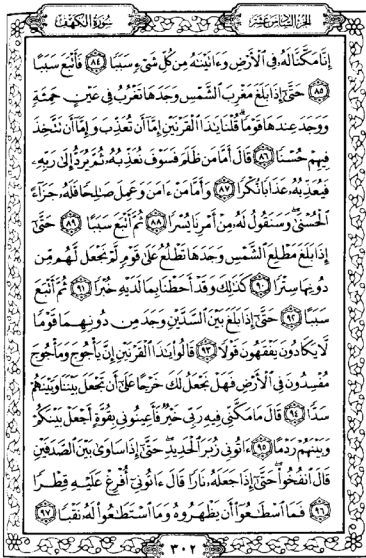 الجزء السادس عشر
سورة الكهف
إِنَّا مَكَّنَّا لَهُۥ فِى ٱلْأَرْضِ وَءَاتَيْنَٰهُ مِن كُلِّ شَىْءٍ سَبَبًا ٨٤ فَأَتْبَعَ سَبَبًا
٨٥ حَتَّىٰٓ إِذَا بَلَغَ مَغْرِبَ ٱلشَّمْسِ وَجَدَهَا تَغْرُبُ فِى عَيْنٍ حَمِئَةٍ
وَوَجَدَ عِندَهَا قَوْمًا قُلْنَا يَٰذَا ٱلْقَرْنَيْنِ إِمَّآ أَن تُعَذِّبَ وَإِمَّآ أَن تَتَّخِذَ
فِيهِمْ حُسْنًا ٨٦ قَالَ أَمَّا مَن ظَلَمَ فَسَوْفَ نُعَذِّبُهُۥ ثُمَّ يُرَدُّ إِلَىٰ رَبِّهِۦ
فَيُعَذِّبُهُۥ عَذَابًا نُّكْرًا ٨٧ وَأَمَّا مَنْ ءَامَنَ وَعَمِلَ صَٰلِحًا فَلَهُۥ جَزَآءً
ٱلْحُسْنَىٰ وَسَنَقُولُ لَهُۥ مِنْ أَمْرِنَا يُسْرًا ٨٨ ثُمَّ أَتْبَعَ سَبَبًا ٨٩ حَتَّىٰٓ
إِذَا بَلَغَ مَطْلِعَ ٱلشَّمْسِ وَجَدَهَا تَطْلُعُ عَلَىٰ قَوْمٍ لَّمْ نَجْعَل لَّهُم مِّن
دُونِهَا سِتْرًا ٩٠ كَذَٰلِكَ وَقَدْ أَحَطْنَا بِمَا لَدَيْهِ خُبْرًا ٩١ ثُمَّ أَتْبَعَ
سَبَبًا ٩٢ حَتَّىٰٓ إِذَا بَلَغَ بَيْنَ ٱلسَّدَّيْنِ وَجَدَ مِن دُونِهِمَا قَوْمًا
لَّا يَكَادُونَ يَفْقَهُونَ قَوْلًا ٩٣ قَالُوا۟ يَٰذَا ٱلْقَرْنَيْنِ إِنَّ يَأْجُوجَ وَمَأْجُوجَ
مُفْسِدُونَ فِى ٱلْأَرْضِ فَهَلْ نَجْعَلُ لَكَ خَرْجًا عَلَىٰٓ أَن تَجْعَلَ بَيْنَنَا وَبَيْنَهُمْ
سَدًّا ٩٤ قَالَ مَا مَكَّنِّى فِيهِ رَبِّى خَيْرٌ فَأَعِينُونِى بِقُوَّةٍ أَجْعَلْ بَيْنَكُمْ
وَبَيْنَهُمْ رَدْمًا ٩٥ ءَاتُونِى زُبَرَ ٱلْحَدِيدِ حَتَّىٰٓ إِذَا سَاوَىٰ بَيْنَ ٱلصَّدَفَيْنِ
قَالَ ٱنفُخُوا۟ حَتَّىٰٓ إِذَا جَعَلَهُۥ نَارًا قَالَ ءَاتُونِىٓ أُفْرِغْ عَلَيْهِ قِطْرًا
٩٦ فَمَا ٱسْطَٰعُوٓا۟ أَن يَظْهَرُوهُ وَمَا ٱسْتَطَٰعُوا۟ لَهُۥ نَقْبًا ٩٧
٣٠٢